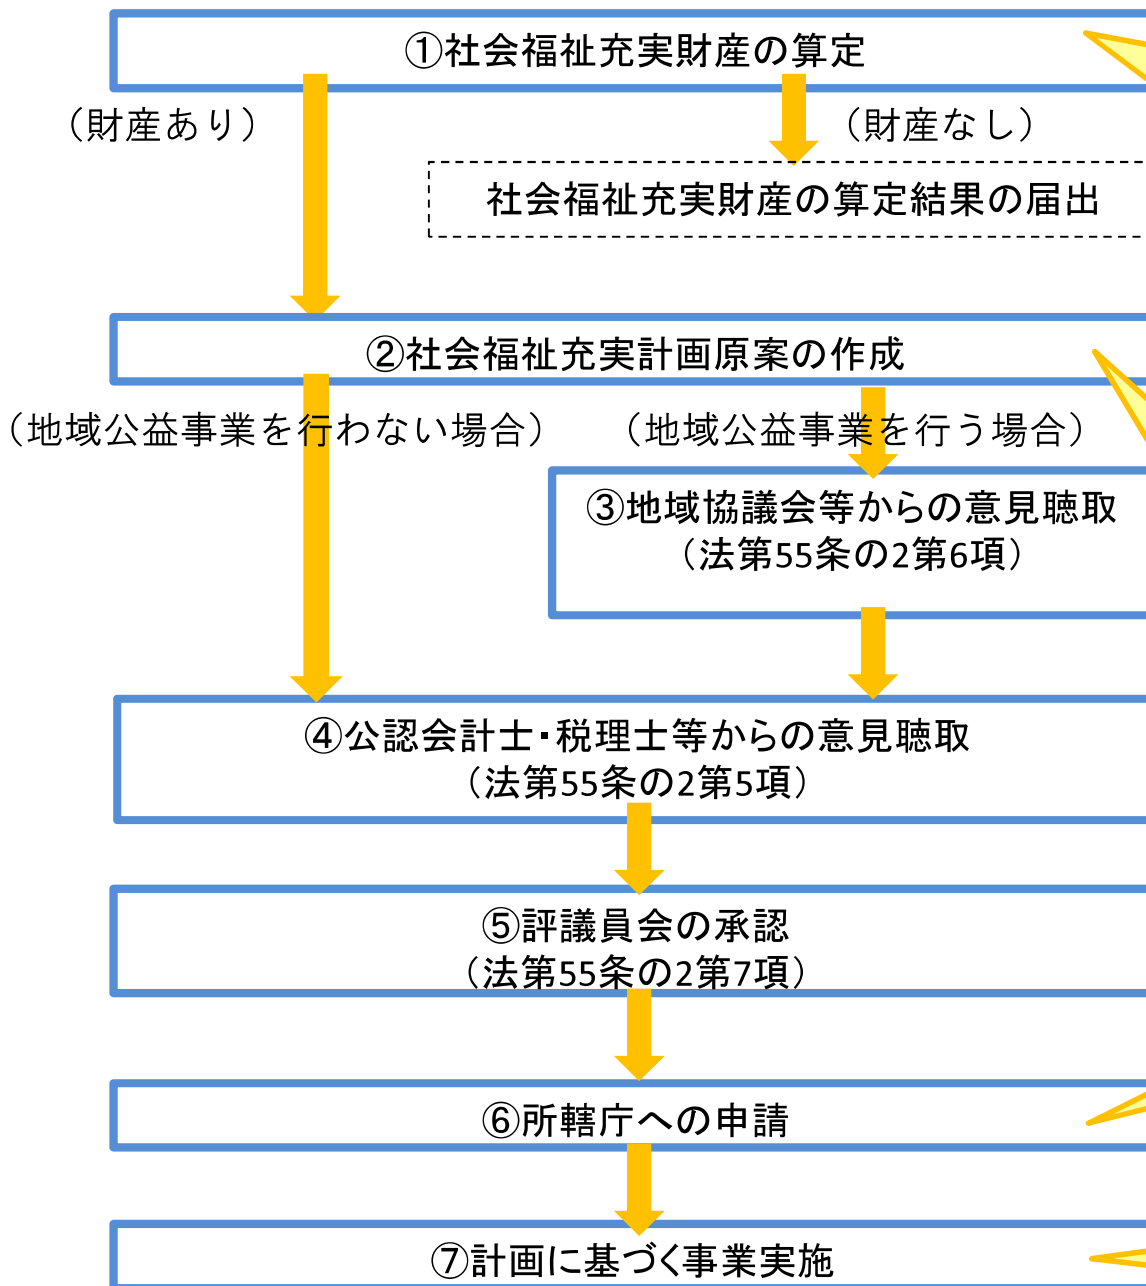 ①社会福祉充実財産の算定
（財産あり）
（財産なし）
社会福祉充実財産の算定結果の届出
②社会福祉充実計画原案の作成
（地域公益事業を行わない場合）
（地域公益事業を行う場合）
③地域協議会等からの意見聴取
（法第55条の2第6項）
④公認会計士・税理士等からの意見聴取
（法第55条の2第5項）
⑤評議員会の承認
（法第55条の2第7項）
⑥所轄庁への申請
⑦計画に基づく事業実施